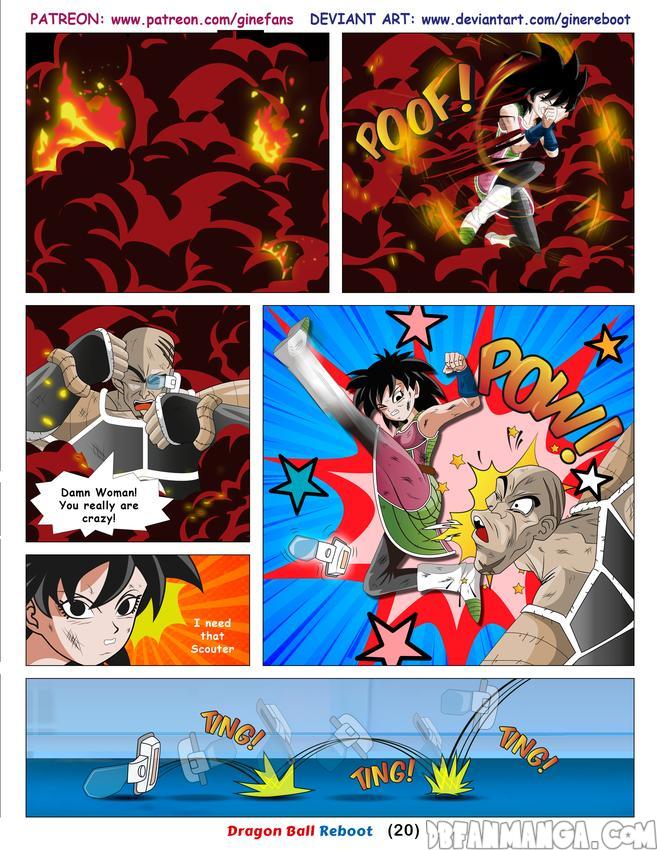 PATREON: www.patreon.com/ginefans DEVIANT ART: www.deviantart.com/ginereboot
POOF!
Damn Woman!
You really are
crazy!
POW!
I need
that
Scouter
TING!
TING!
TING!
Dragon Ball Reboot (20)
DBFANMANGA.COM